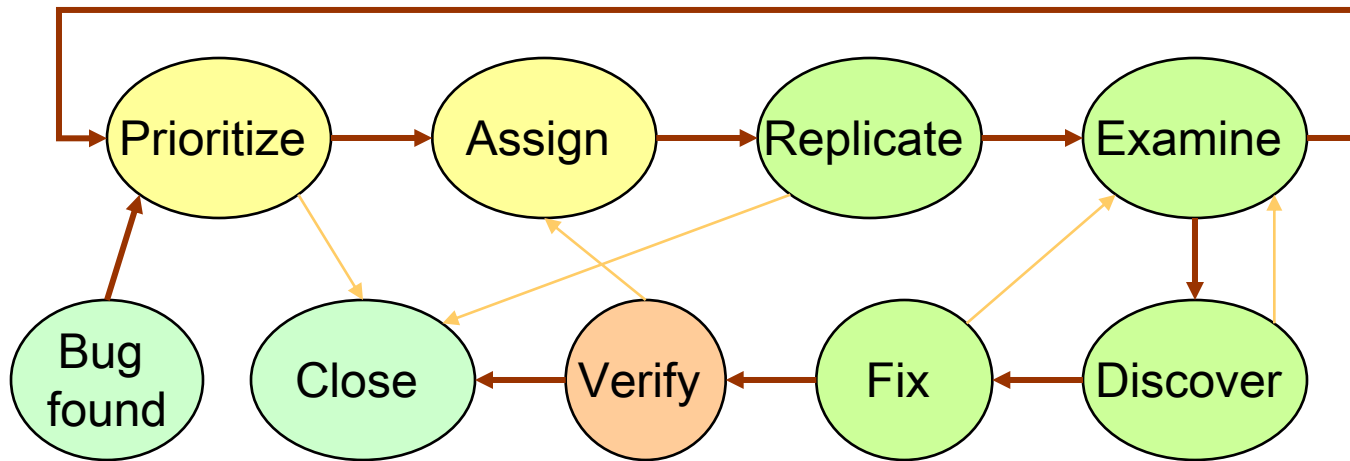 Prioritize
Assign
Replicate
Examine
Bug
found
Close
Verify
Fix
Discover